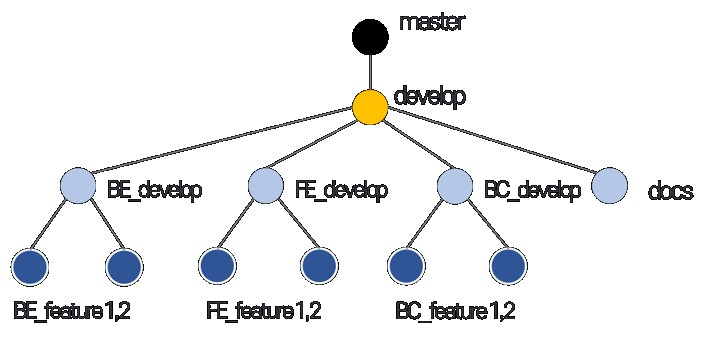 master
develop
BE_develop
FE_develop
BC_develop
docs
BE_feature1,2
FE_feature1,2
BC_feature1,2